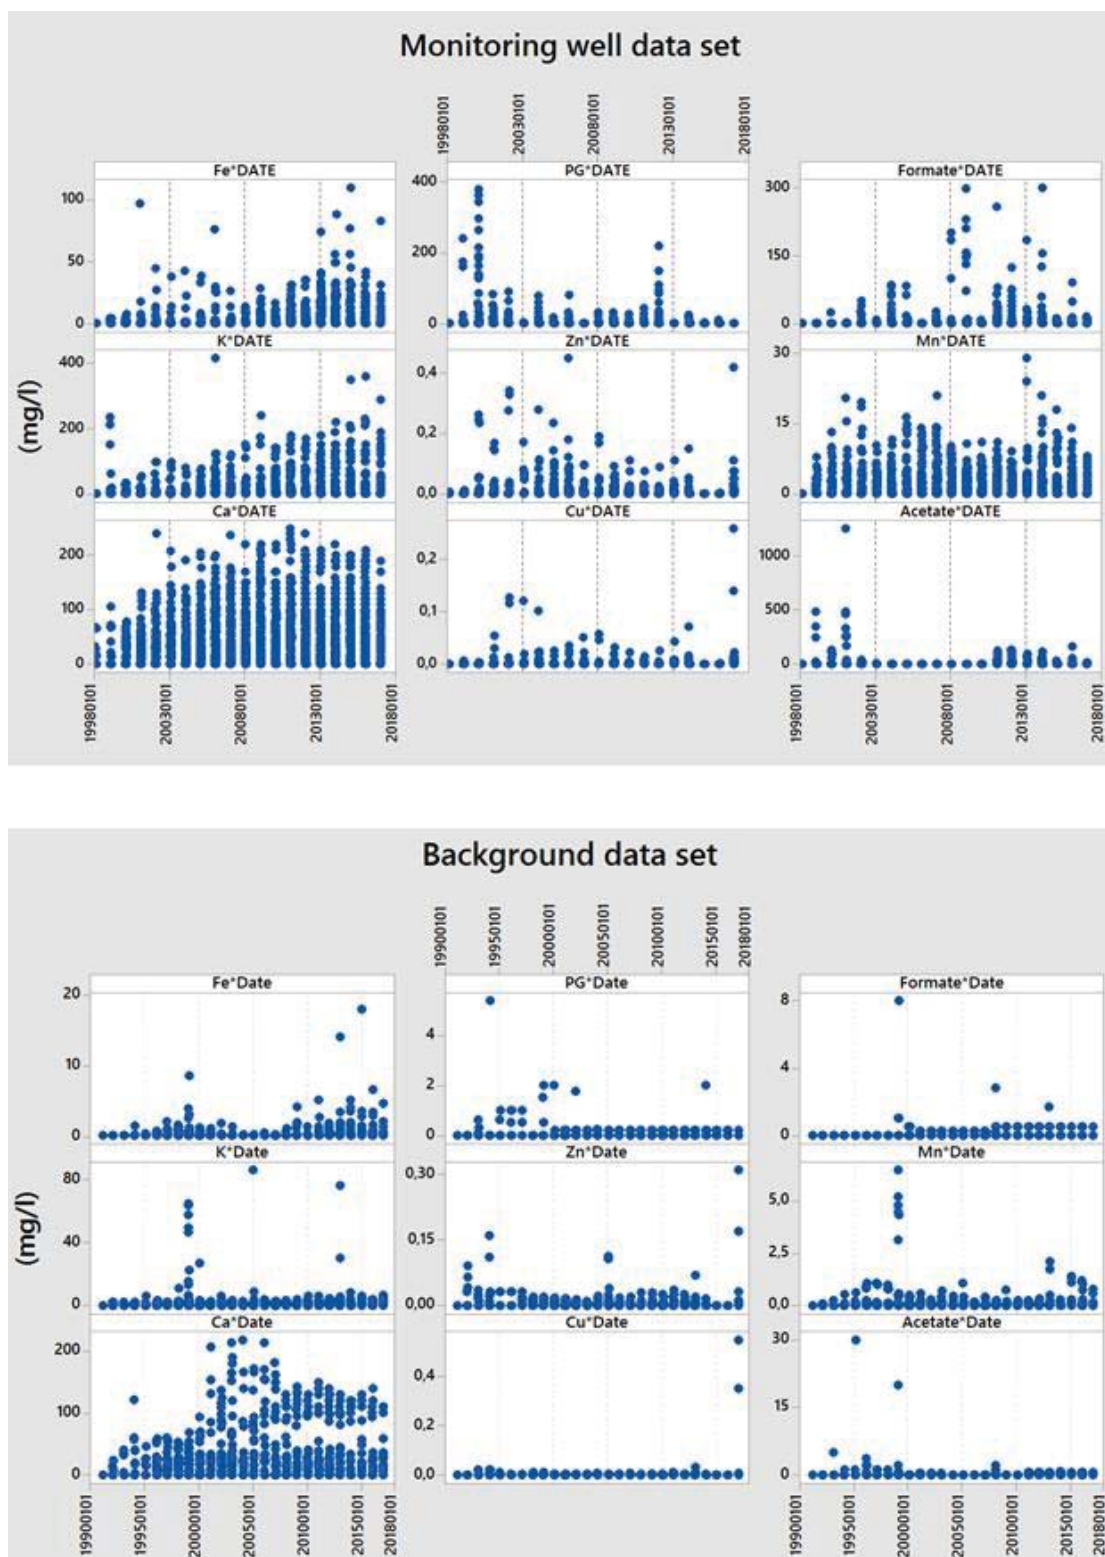 Monitoring well data set
19980101 20030101 20080101 20130101 20180101
Fe*DATE PG*DATE Formate*DATE
100 50 0
400 200 0
300 150 0
K*DATE Zn*DATE Mn*DATE
400 200 0
0,4 0,2 0,0
30 15 0
(mg/l)
Ca*DATE Cu*DATE Acetate*DATE
200 100 0
0,2 0,1 0,0
1000 500 0
19980101 20030101 20080101 20130101 20180101
19980101 20030101 20080101 20130101 20180101
Background data set
19900101 19950101 20000101 20050101 20100101 20150101 20180101
Fe*Date PG*Date Formate*Date
20 10 0
4 2 0
8 4 0
K*Date Zn*Date Mn*Date
80 40 0
0,30 0,15 0,00
5,0 2,5 0,0
(mg/l)
Ca*Date Cu*Date Acetate*Date
200 100 0
0,4 0,2 0,0
30 15 0
19900101 19950101 20000101 20050101 20100101 20150101 20180101
19900101 19950101 20000101 20050101 20100101 20150101 20180101